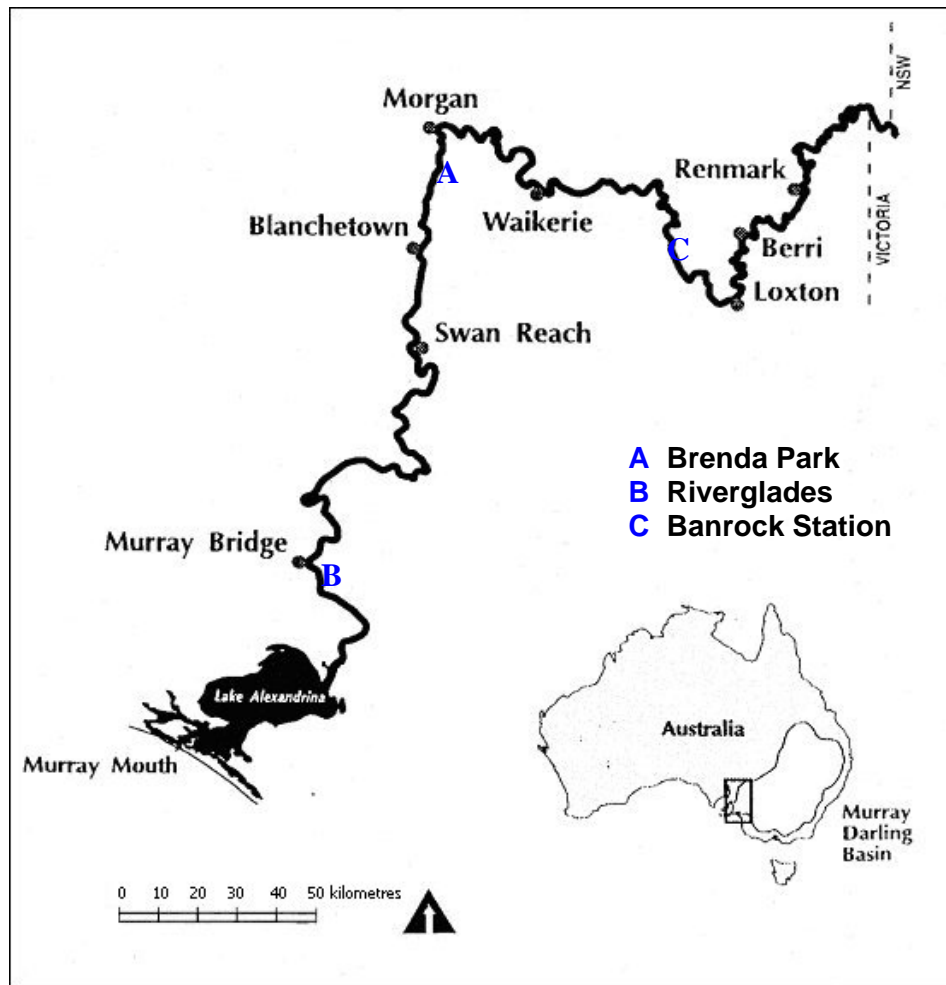 NSW
Morgan
A
Renmark
VICTORIA
Blanchetown
Waikerie
C
Berri
Loxton
Swan Reach
A Brenda Park
B Riverglades
C Banrock Station
Murray Bridge
B
Lake Alexandrina
Australia
Murray Mouth
Murray
Darling
Basin
0 10 20 30 40 50 kilometres